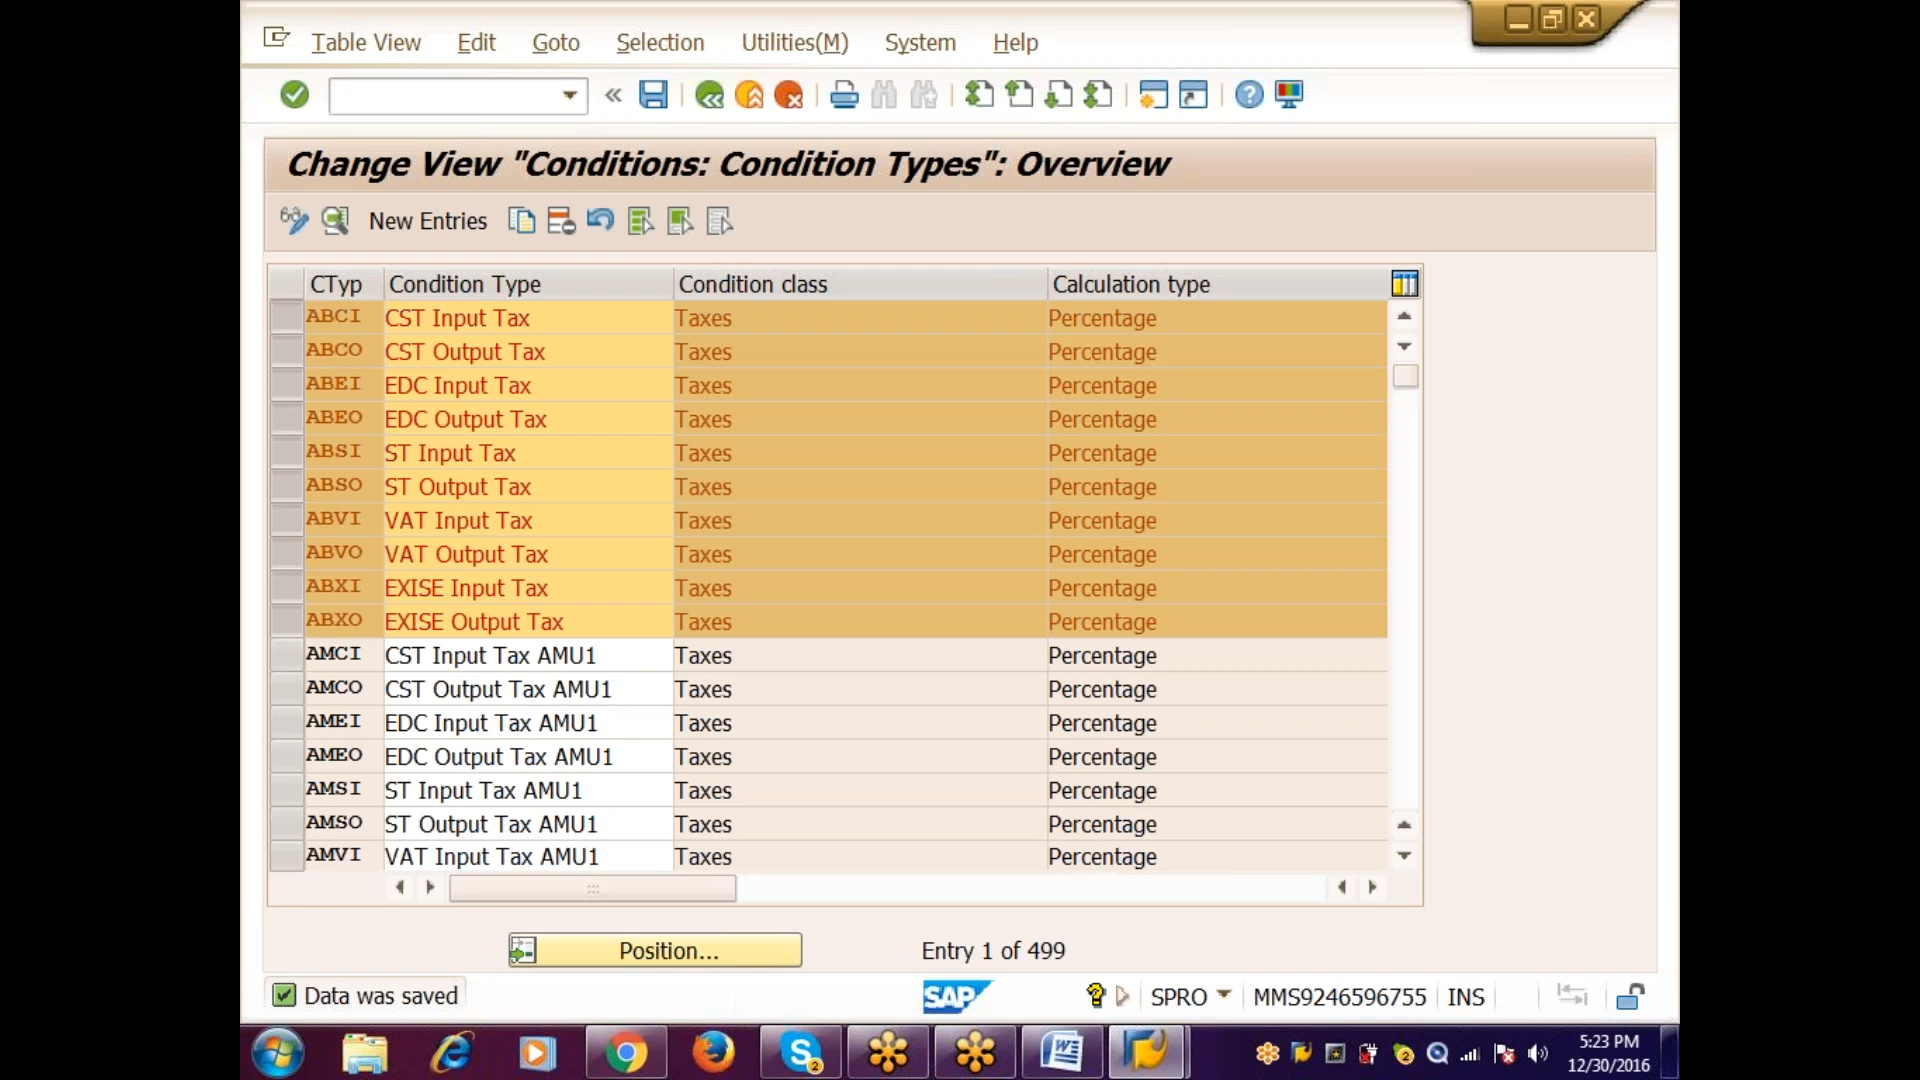 Table View Edit Goto Selection Utilities(M) System Help
Change View "Conditions: Condition Types": Overview
New Entries
CTyp Condition Type Condition class Calculation type
ABCI CST Input Tax Taxes Percentage
ABCO CST Output Tax Taxes Percentage
ABEI EDC Input Tax Taxes Percentage
ABEO EDC Output Tax Taxes Percentage
ABSI ST Input Tax Taxes Percentage
ABSO ST Output Tax Taxes Percentage
ABVI VAT Input Tax Taxes Percentage
ABVO VAT Output Tax Taxes Percentage
ABXI EXISE Input Tax Taxes Percentage
ABXO EXISE Output Tax Taxes Percentage
AMCI CST Input Tax AMU1 Taxes Percentage
AMCO CST Output Tax AMU1 Taxes Percentage
AMEI EDC Input Tax AMU1 Taxes Percentage
AMEO EDC Output Tax AMU1 Taxes Percentage
AMSI ST Input Tax AMU1 Taxes Percentage
AMSO ST Output Tax AMU1 Taxes Percentage
AMVI VAT Input Tax AMU1 Taxes Percentage
Position... Entry 1 of 499
Data was saved SAP SPRO MMS9246596755 INS
5:23 PM
12/30/2016